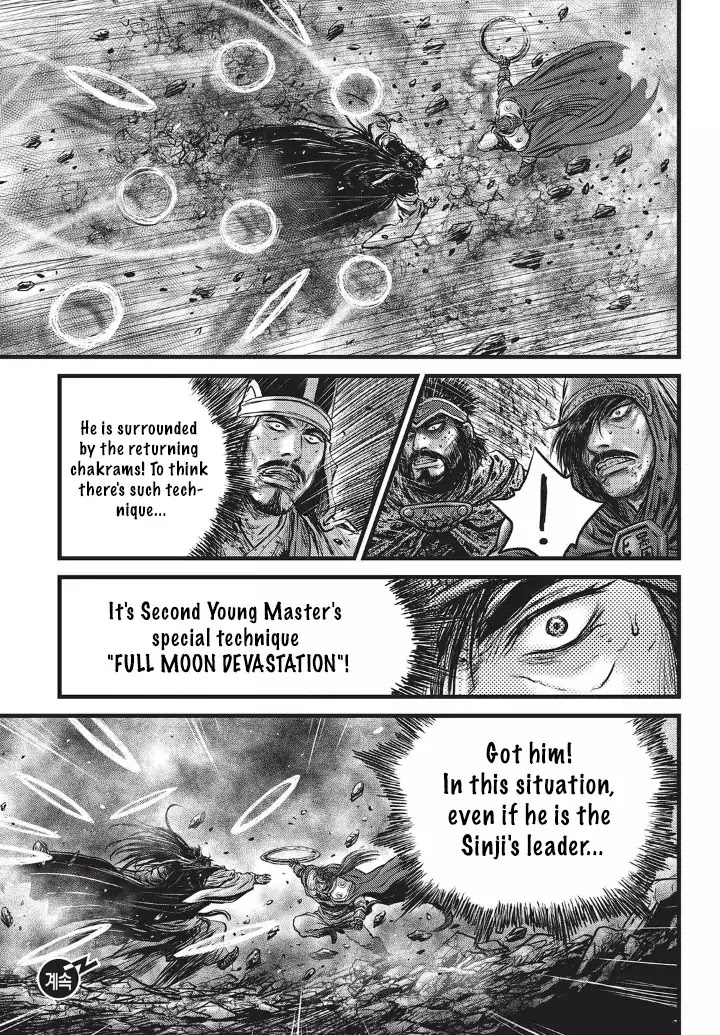 He is surrounded
by the returning
chakrams! To think
there's such tech-
nique...
!
It's Second Young Master's
special technique
"FULL MOON DEVASTATION"!
Got him!
In this situation,
even if he is the
Sinji's leader...
계속